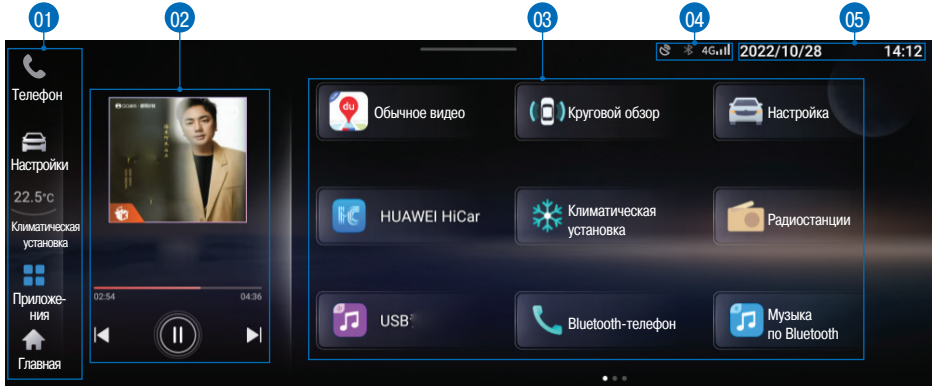 01
02
03
04
05
4G
2022/10/28
14:12
Телефон
Настройки
22.5°C
Климатическая
установка
Приложе-
ния
Главная
02:54
04:36
du
Обычное видео
Круговой обзор
Настройка
HUAWEI HiCar
Климатическая
установка
Радиостанции
USB
Bluetooth-телефон
Музыка
по Bluetooth